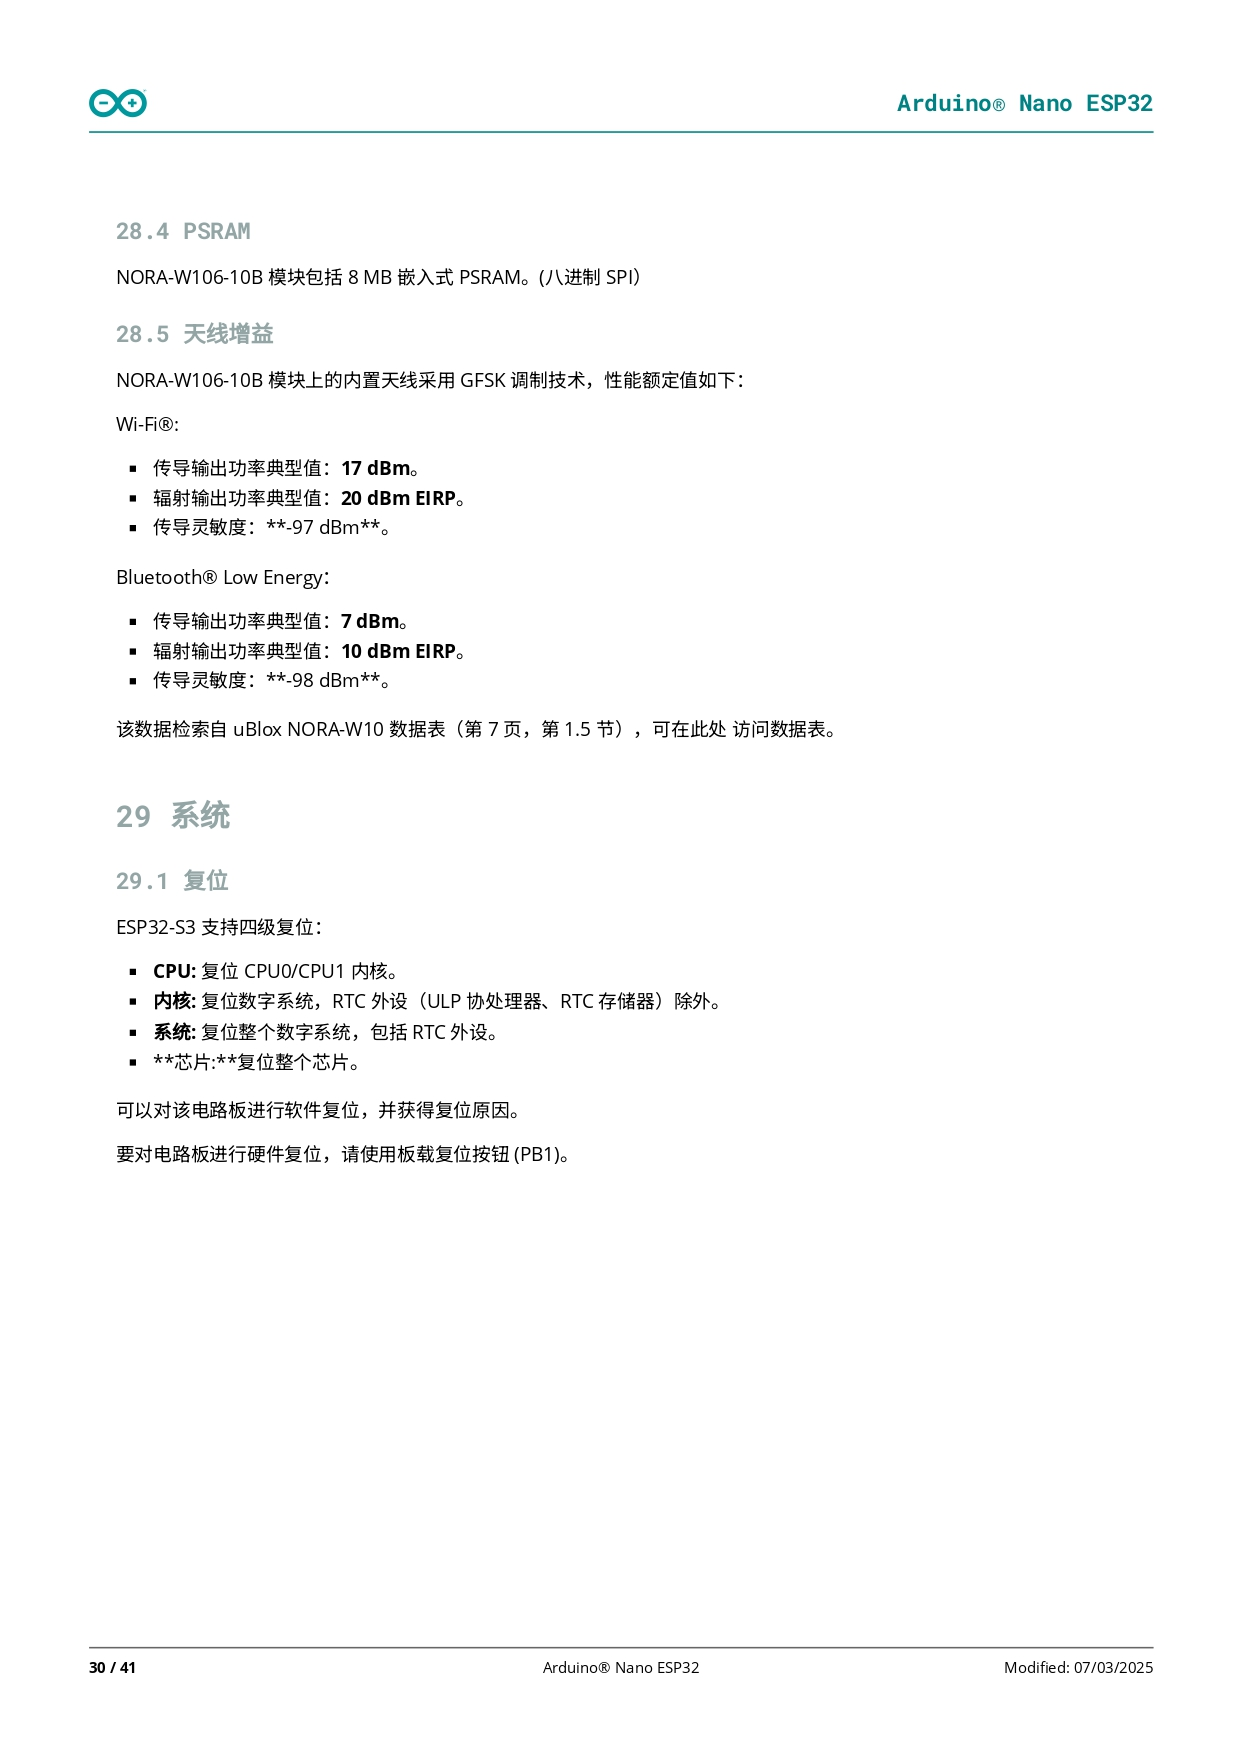 Arduino® Nano ESP32
28.4 PSRAM
NORA-W106-10B 模块包括 8 MB 嵌入式 PSRAM。(八进制 SPI）
28.5 天线增益
NORA-W106-10B 模块上的内置天线采用 GFSK 调制技术，性能额定值如下：
Wi-Fi®:
▪ 传导输出功率典型值：17 dBm。
▪ 辐射输出功率典型值：20 dBm EIRP。
▪ 传导灵敏度：**-97 dBm**。
Bluetooth® Low Energy：
▪ 传导输出功率典型值：7 dBm。
▪ 辐射输出功率典型值：10 dBm EIRP。
▪ 传导灵敏度：**-98 dBm**。
该数据检索自 uBlox NORA-W10 数据表（第 7 页，第 1.5 节），可在此处 访问数据表。
29 系统
29.1 复位
ESP32-S3 支持四级复位：
▪ CPU: 复位 CPU0/CPU1 内核。
▪ 内核: 复位数字系统，RTC 外设（ULP 协处理器、RTC 存储器）除外。
▪ 系统: 复位整个数字系统，包括 RTC 外设。
▪ **芯片:**复位整个芯片。
可以对该电路板进行软件复位，并获得复位原因。
要对电路板进行硬件复位，请使用板载复位按钮 (PB1)。
30 / 41 Arduino® Nano ESP32 Modified: 07/03/2025